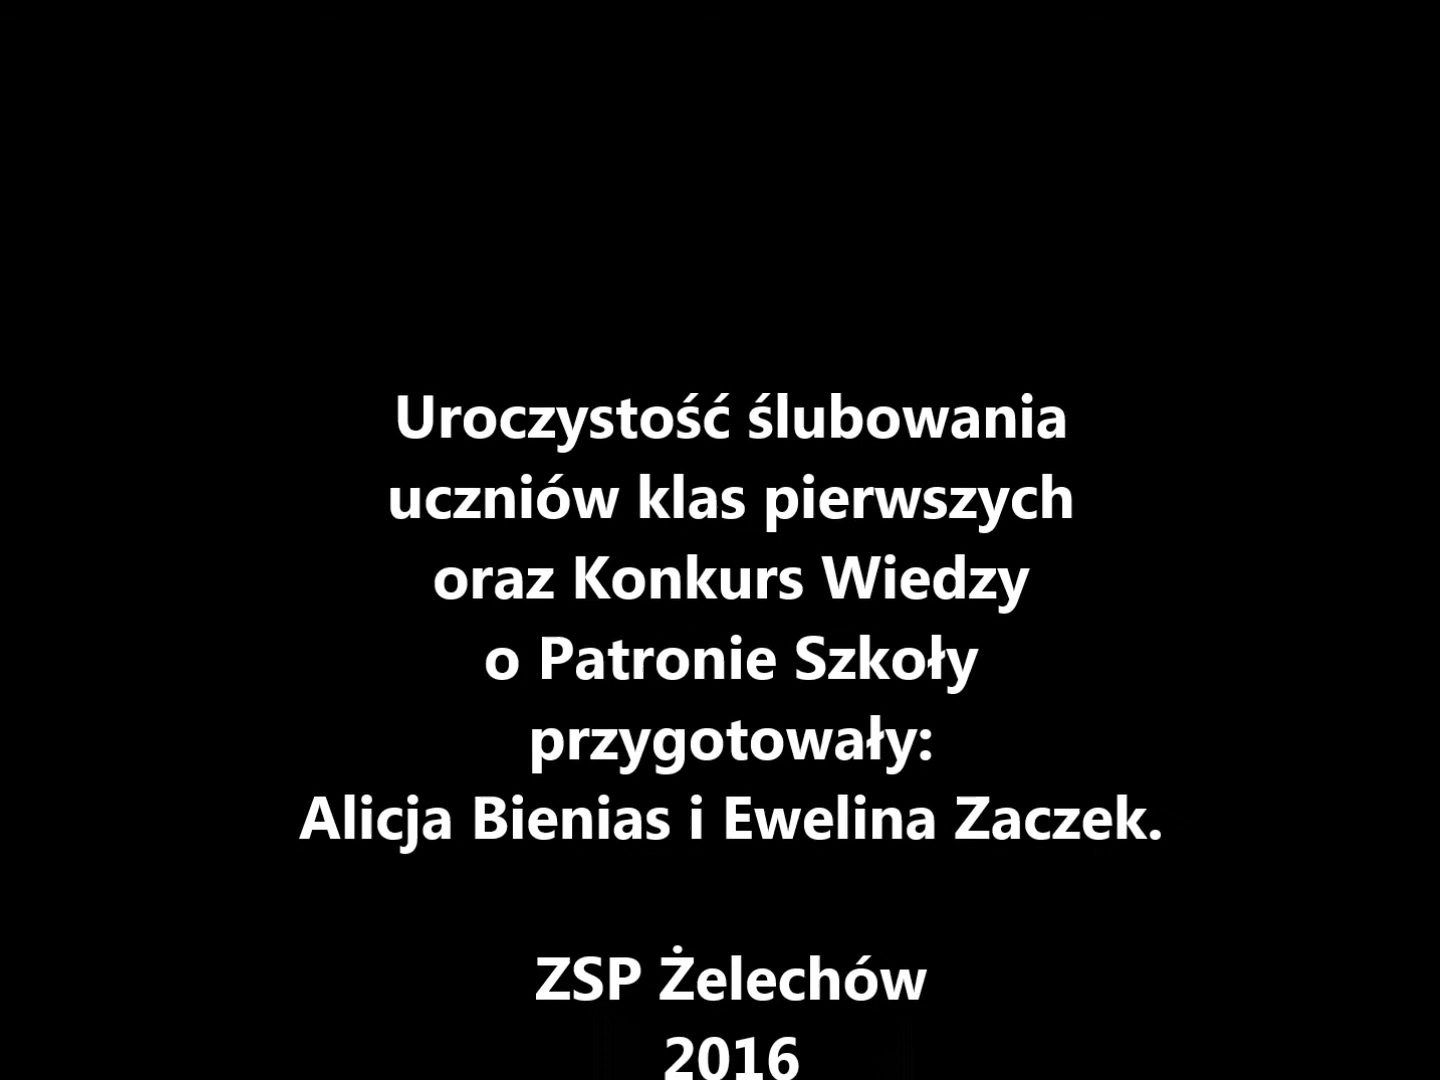 Uroczystość ślubowania
uczniów klas pierwszych
oraz Konkurs Wiedzy
o Patronie Szkoły
przygotowały:
Alicja Bienias i Ewelina Zaczek.
ZSP Żelechów
2016